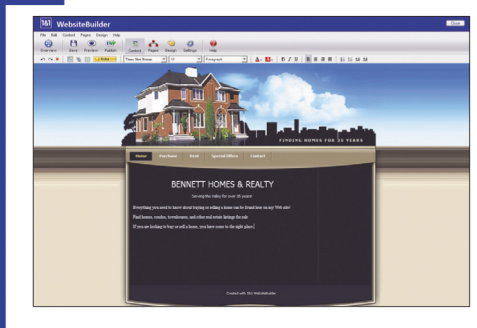 1&1 WebsiteBuilder Close
File Edit Content Pages Design Help
Overview Save Preview Publish Content Pages Design Settings Help
Times New Roman 12 Paragraph
FINDING HOMES FOR 35 YEARS
Home Purchase Rent Special Offers Contact
BENNETT HOMES & REALTY
Serving the Valley for over 35 years!
Everything you need to know about buying or selling a home can be found here on my Web site!
Find homes, condos, townhomes, and other real estate listings for sale.
If you are looking to buy or sell a home, you have come to the right place.
Created with 1&1 WebsiteBuilder